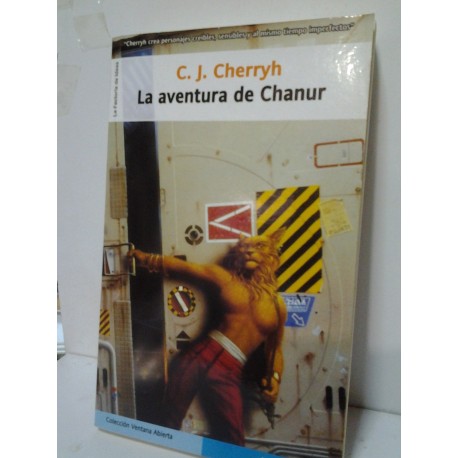 "Cherryh crea personajes creíbles, sensibles y al mismo tiempo imperfectos"
La Factoría de Ideas
C. J. Cherryh
La aventura de Chanur
Colección Ventana Abierta